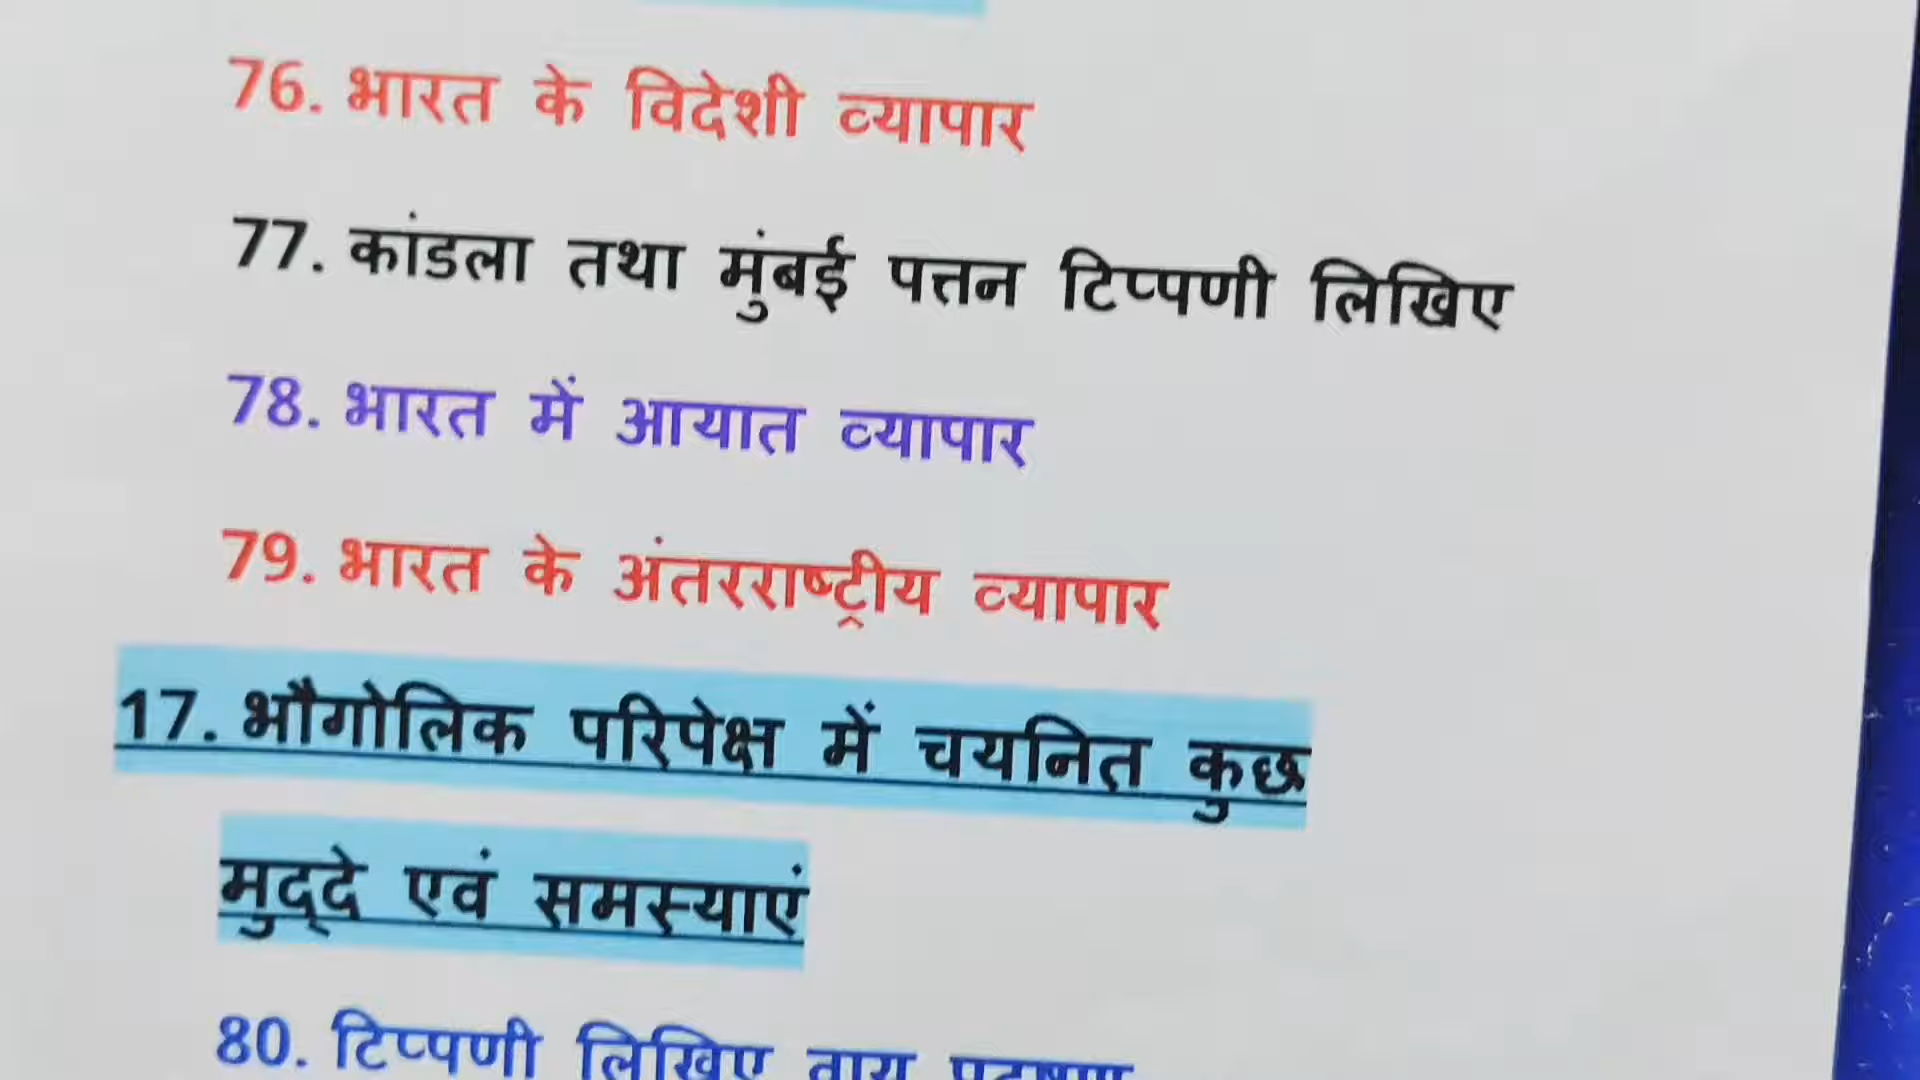 76. भारत के विदेशी व्यापार
77. कांडला तथा मुंबई पत्तन टिप्पणी लिखिए
78. भारत में आयात व्यापार
79. भारत के अंतरराष्ट्रीय व्यापार
17. भौगोलिक परिपेक्ष में चयनित कुछ
मुद्दे एवं समस्याएं
80. टिप्पणी लिखिए